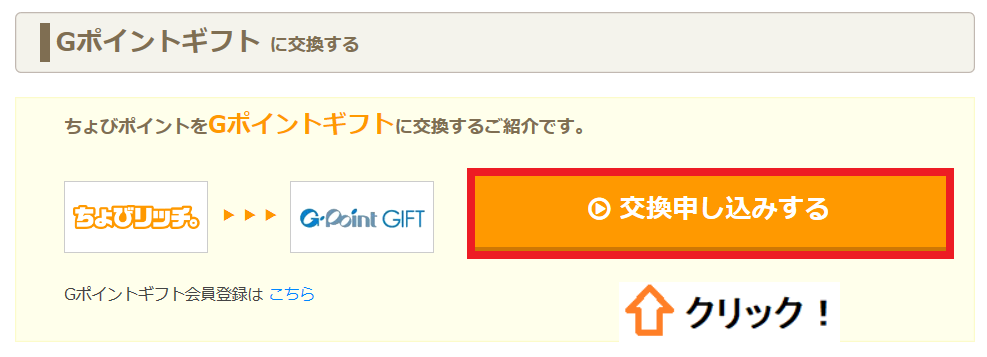 Gポイントギフト に交換する
ちょびポイントをGポイントギフトに交換するご紹介です。
ちょびリッチ。
G-Point GIFT
交換申し込みする
Gポイントギフト会員登録は こちら
クリック！